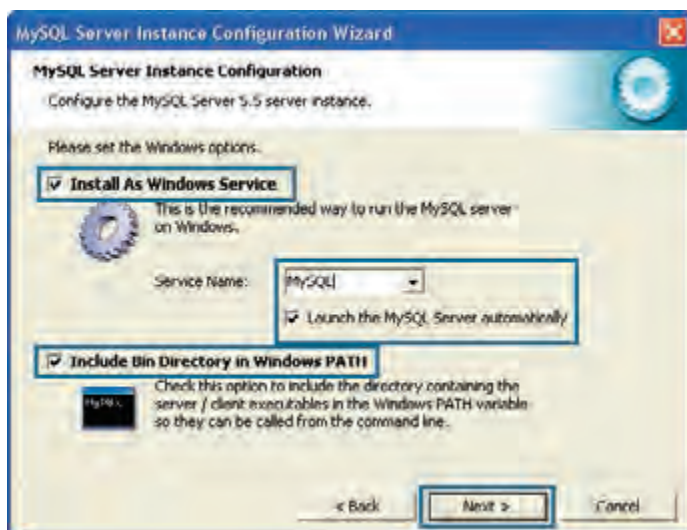 MySQL Server Instance Configuration Wizard
MySQL Server Instance Configuration
Configure the MySQL Server 5.5 server instance.
Please set the Windows options.
Install As Windows Service
This is the recommended way to run the MySQL server
on Windows.
Service Name:
MySQL
Launch the MySQL Server automatically
Include Bin Directory in Windows PATH
Check this option to include the directory containing the
server / client executables in the Windows PATH variable
so they can be called from the command line.
< Back
Next >
Cancel